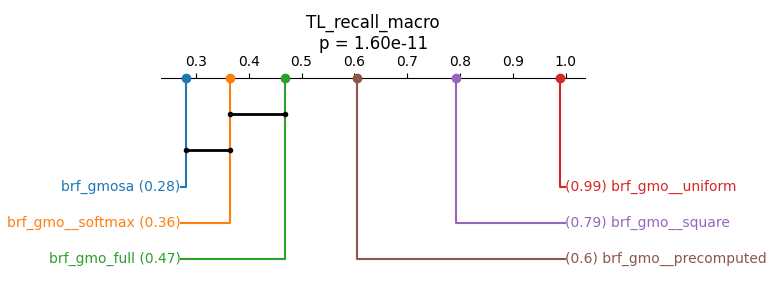 TL_recall_macro
p = 1.60e-11
0.3 0.4 0.5 0.6 0.7 0.8 0.9 1.0
brf_gmosa (0.28) (0.99) brf_gmo__uniform
brf_gmo__softmax (0.36) (0.79) brf_gmo__square
brf_gmo_full (0.47) (0.6) brf_gmo__precomputed